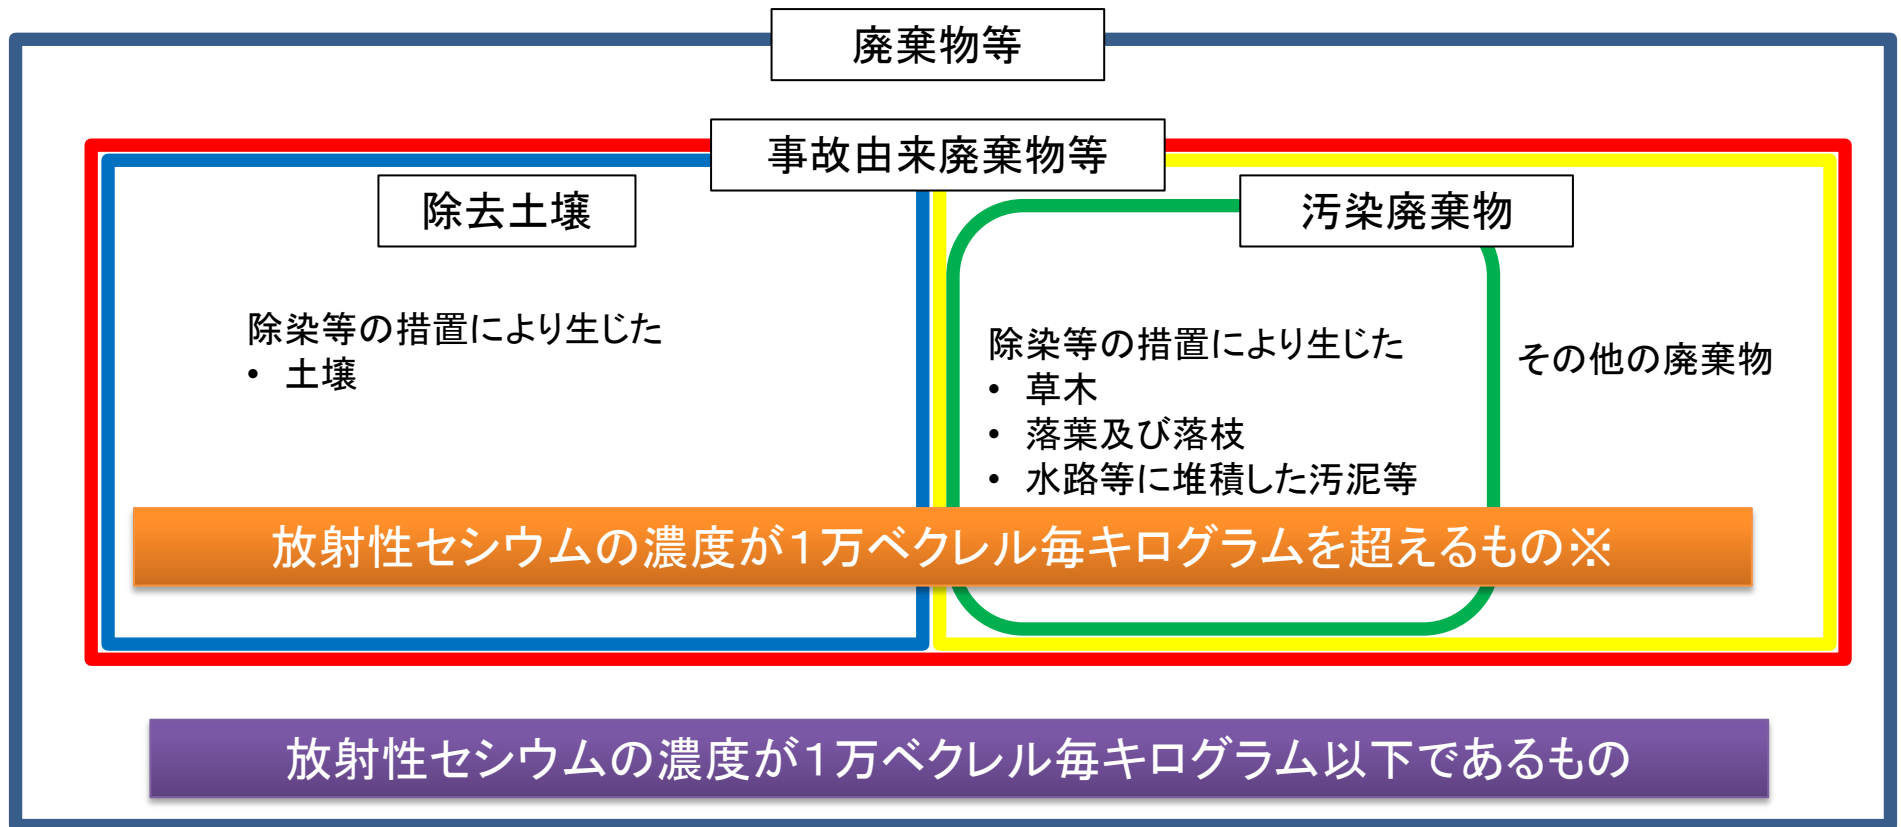 廃棄物等
事故由来廃棄物等
除去土壌
汚染廃棄物
除染等の措置により生じた
• 土壌
除染等の措置により生じた
• 草木
• 落葉及び落枝
• 水路等に堆積した汚泥等
その他の廃棄物
放射性セシウムの濃度が１万ベクレル毎キログラムを超えるもの※
放射性セシウムの濃度が１万ベクレル毎キログラム以下であるもの